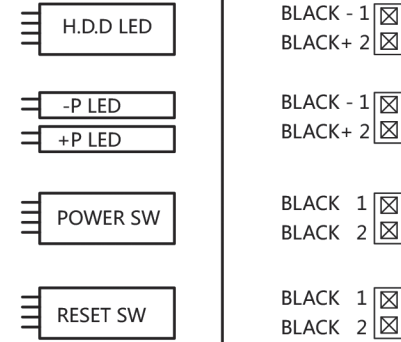 H.D.D LED
BLACK - 1
BLACK+ 2
-P LED
+P LED
BLACK - 1
BLACK+ 2
POWER SW
BLACK 1
BLACK 2
RESET SW
BLACK 1
BLACK 2